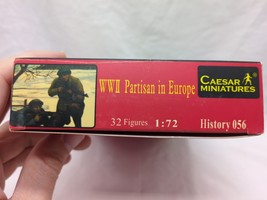 WWII Partisan in Europe
CAESAR
MINIATURES
32 Figures 1:72
History 056